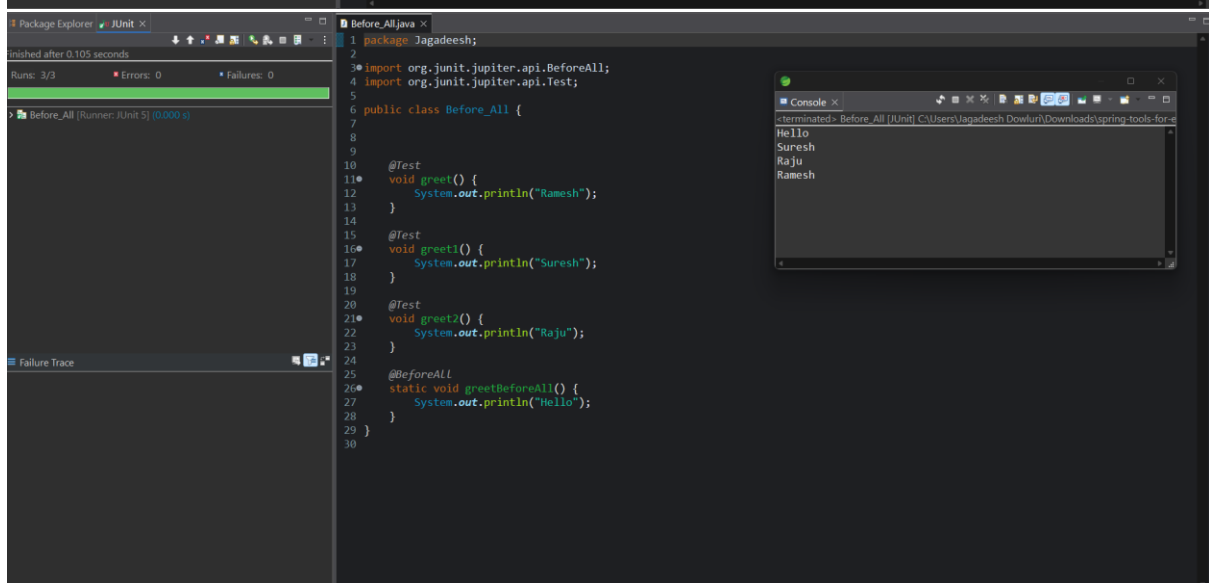 Package Explorer JUnit ×
Finished after 0.105 seconds
Runs: 3/3 Errors: 0 Failures: 0
Before_All [Runner: JUnit 5] (0.000 s)
Failure Trace
Before_All.java ×
1 package Jagadeesh;
2
3 import org.junit.jupiter.api.BeforeAll;
4 import org.junit.jupiter.api.Test;
5
6 public class Before_All {
7
8
9
10 @Test
11 void greet() {
12 System.out.println("Ramesh");
13 }
14
15 @Test
16 void greet1() {
17 System.out.println("Suresh");
18 }
19
20 @Test
21 void greet2() {
22 System.out.println("Raju");
23 }
24
25 @BeforeAll
26 static void greetBeforeAll() {
27 System.out.println("Hello");
28 }
29 }
30
Console ×
<terminated> Before_All [JUnit] C:\Users\Jagadeesh Dowluri\Downloads\spring-tools-for-e
Hello
Suresh
Raju
Ramesh